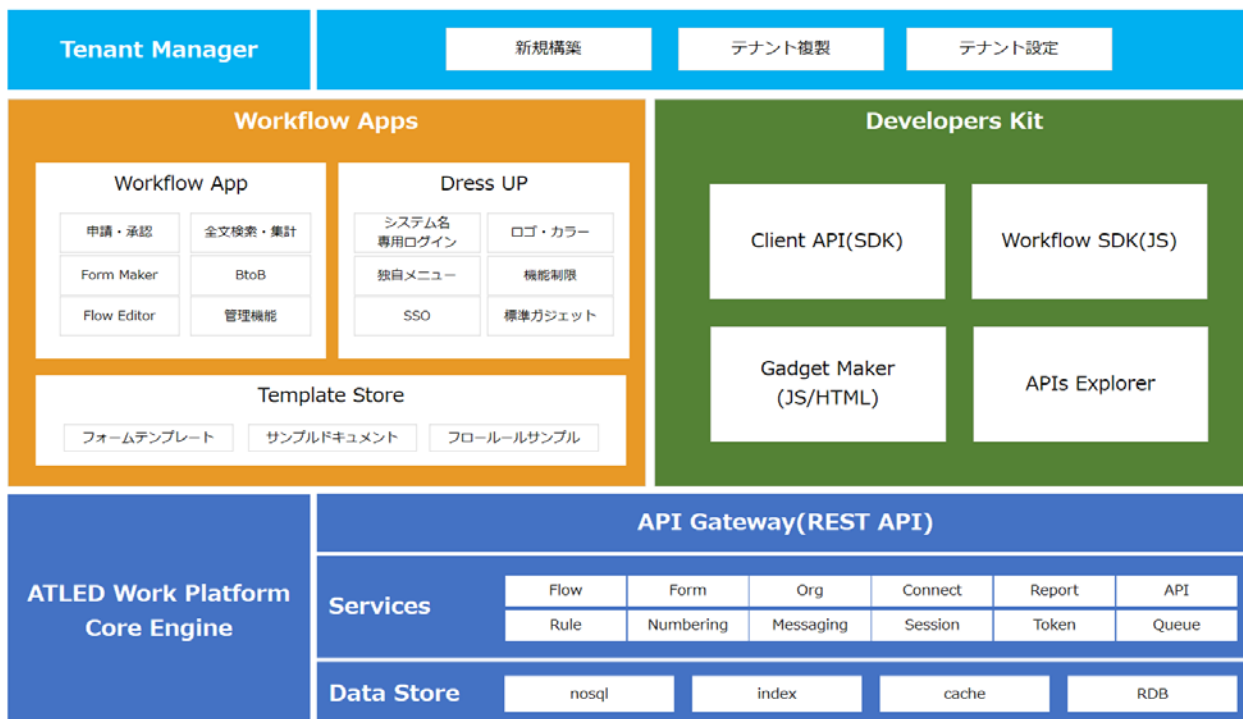 Tenant Manager
新規構築
テナント複製
テナント設定
Workflow Apps
Workflow App
申請・承認
全文検索・集計
Form Maker
BtoB
Flow Editor
管理機能
Dress UP
システム名
専用ログイン
ロゴ・カラー
独自メニュー
機能制限
SSO
標準ガジェット
Template Store
フォームテンプレート
サンプルドキュメント
フロールールサンプル
Developers Kit
Client API(SDK)
Workflow SDK(JS)
Gadget Maker
(JS/HTML)
APIs Explorer
ATLED Work Platform
Core Engine
API Gateway(REST API)
Services
Flow
Form
Org
Connect
Report
API
Rule
Numbering
Messaging
Session
Token
Queue
Data Store
nosql
index
cache
RDB